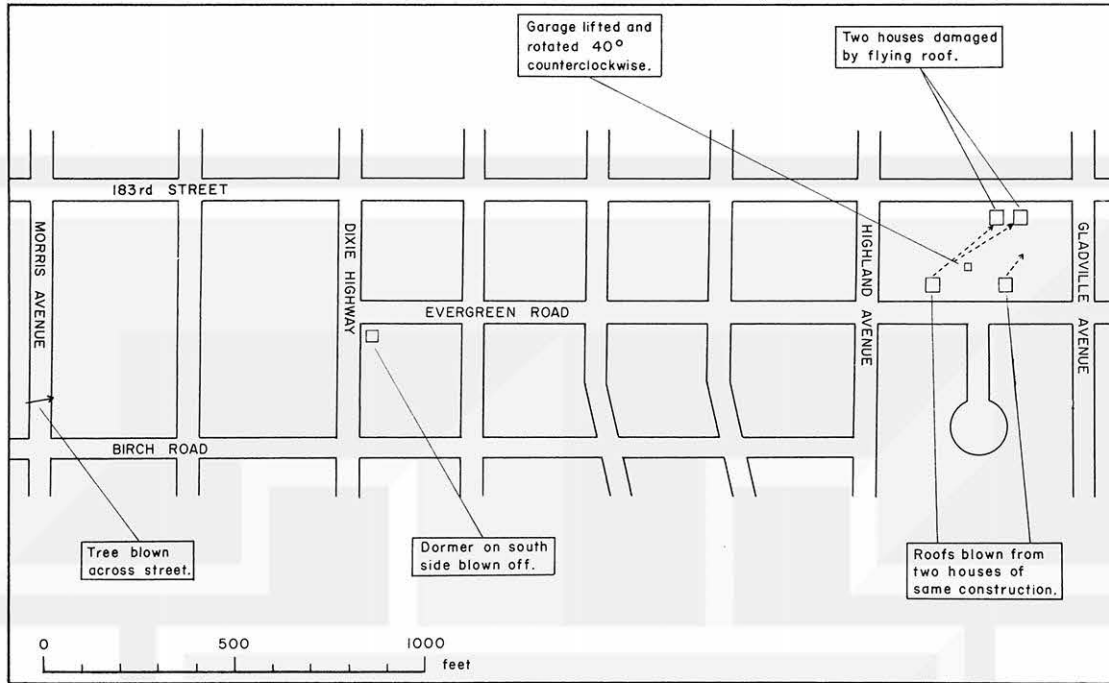 Garage lifted and
rotated 40°
counterclockwise.
Two houses damaged
by flying roof.
183rd STREET
MORRIS AVENUE
DIXIE HIGHWAY
HIGHLAND AVENUE
GLADVILLE AVENUE
EVERGREEN ROAD
BIRCH ROAD
Tree blown
across street.
Dormer on south
side blown off.
Roofs blown from
two houses of
same construction.
0 500 1000
feet